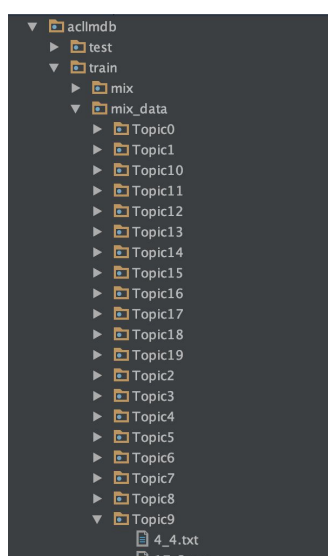 aclImdb
test
train
mix
mix_data
Topic0
Topic1
Topic10
Topic11
Topic12
Topic13
Topic14
Topic15
Topic16
Topic17
Topic18
Topic19
Topic2
Topic3
Topic4
Topic5
Topic6
Topic7
Topic8
Topic9
4_4.txt